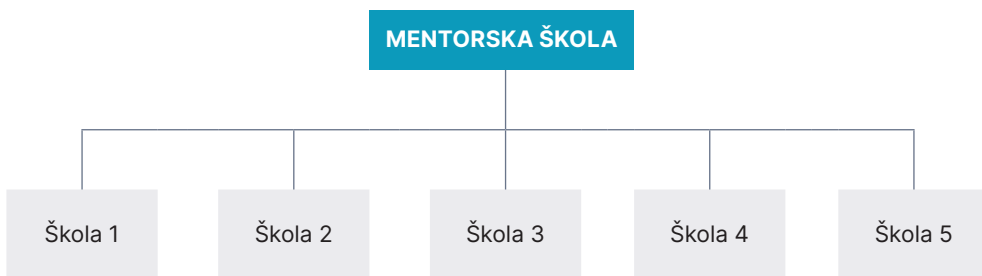 MENTORSKA ŠKOLA
Škola 1
Škola 2
Škola 3
Škola 4
Škola 5